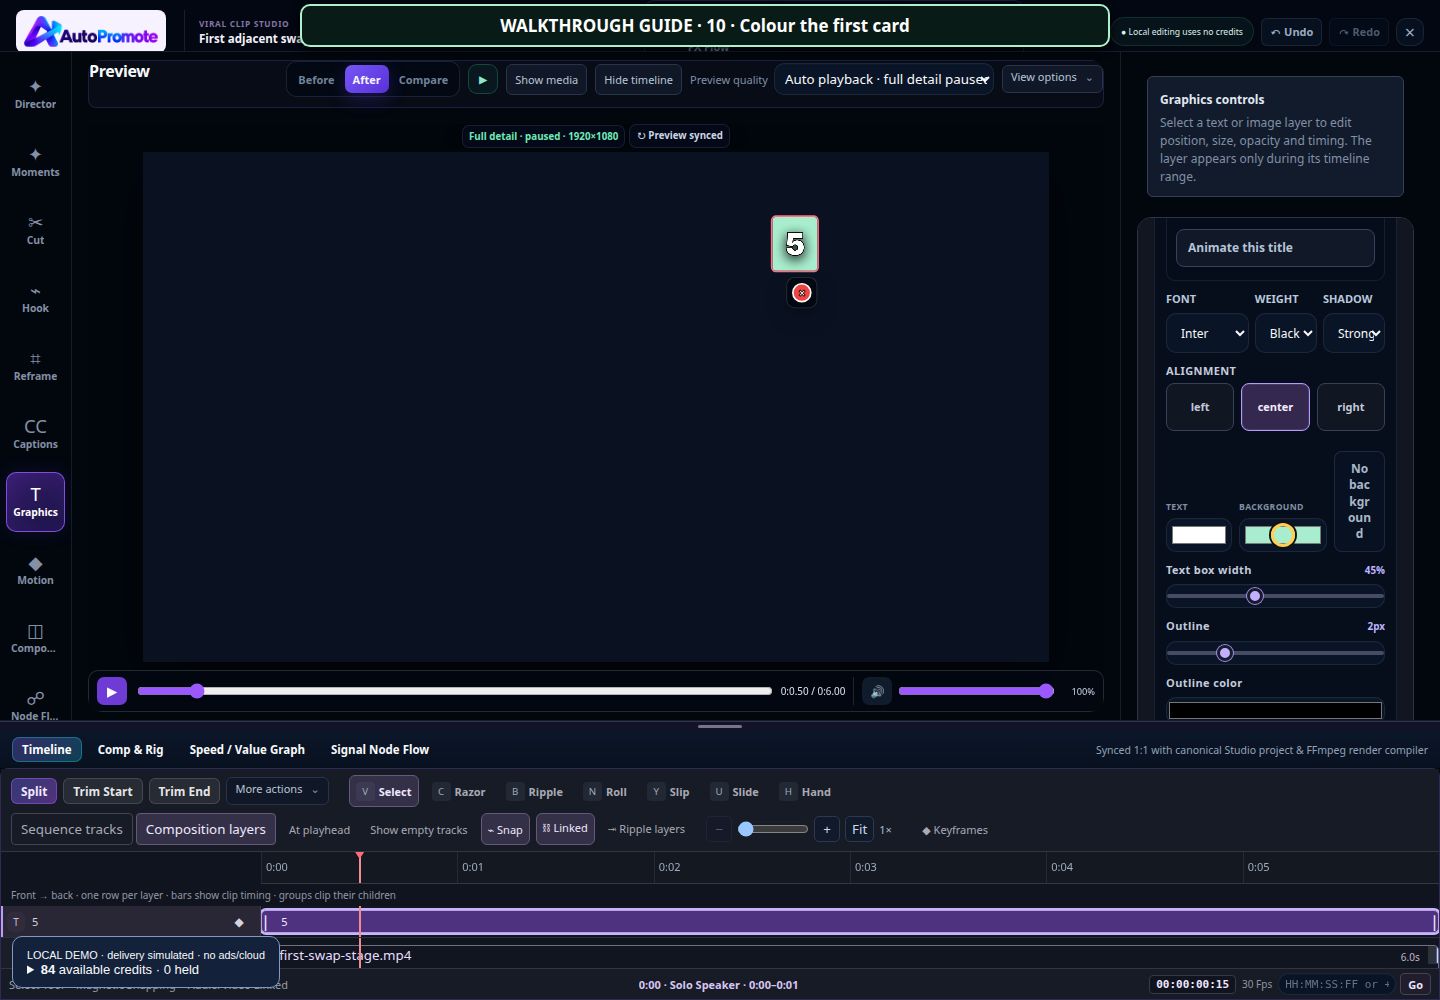 AutoPromote
VIRAL CLIP STUDIO
First adjacent swa
WALKTHROUGH GUIDE · 10 · Colour the first card
● Local editing uses no credits
↶ Undo
↷ Redo
✕
Director
Moments
Cut
Hook
Reframe
CC
Captions
T
Graphics
Motion
Compo...
Node Fl...
Preview
Before
After
Compare
Show media
Hide timeline
Preview quality
Auto playback · full detail pause
View options
Full detail · paused · 1920×1080
↻ Preview synced
5
0:0.50 / 0:6.00
100%
Graphics controls
Select a text or image layer to edit
position, size, opacity and timing. The
layer appears only during its timeline
range.
Animate this title
FONT
WEIGHT
SHADOW
Inter
Black
Strong
ALIGNMENT
left
center
right
TEXT
BACKGROUND
No
bac
kgr
oun
d
Text box width
45%
Outline
2px
Outline color
Timeline
Comp & Rig
Speed / Value Graph
Signal Node Flow
Synced 1:1 with canonical Studio project & FFmpeg render compiler
Split
Trim Start
Trim End
More actions
V Select
C Razor
B Ripple
N Roll
Y Slip
U Slide
H Hand
Sequence tracks
Composition layers
At playhead
Show empty tracks
Snap
Linked
⇥ Ripple layers
−
+
Fit
1×
◆ Keyframes
0:00
0:01
0:02
0:03
0:04
0:05
Front → back · one row per layer · bars show clip timing · groups clip their children
T 5
5
first-swap-stage.mp4
6.0s
LOCAL DEMO · delivery simulated · no ads/cloud
▶ 84 available credits · 0 held
0:00 · Solo Speaker · 0:00–0:01
00:00:00:15
30 Fps
HH:MM:SS:FF or +
Go